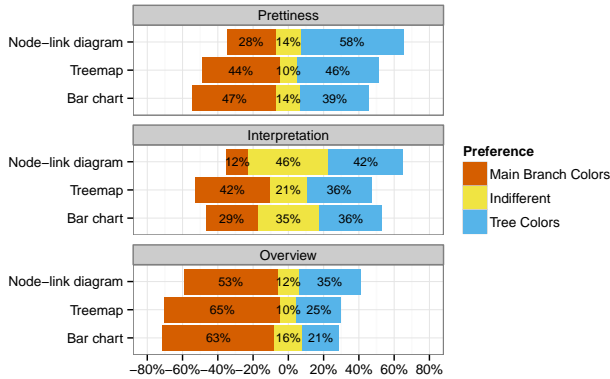 Prettiness
Node−link diagram 28% 14% 58%
Treemap 44% 10% 46%
Bar chart 47% 14% 39%
Interpretation
Node−link diagram 12% 46% 42%
Treemap 42% 21% 36%
Bar chart 29% 35% 36%
Overview
Node−link diagram 53% 12% 35%
Treemap 65% 10% 25%
Bar chart 63% 16% 21%
−80% −60% −40% −20% 0% 20% 40% 60% 80%
Preference
Main Branch Colors
Indifferent
Tree Colors